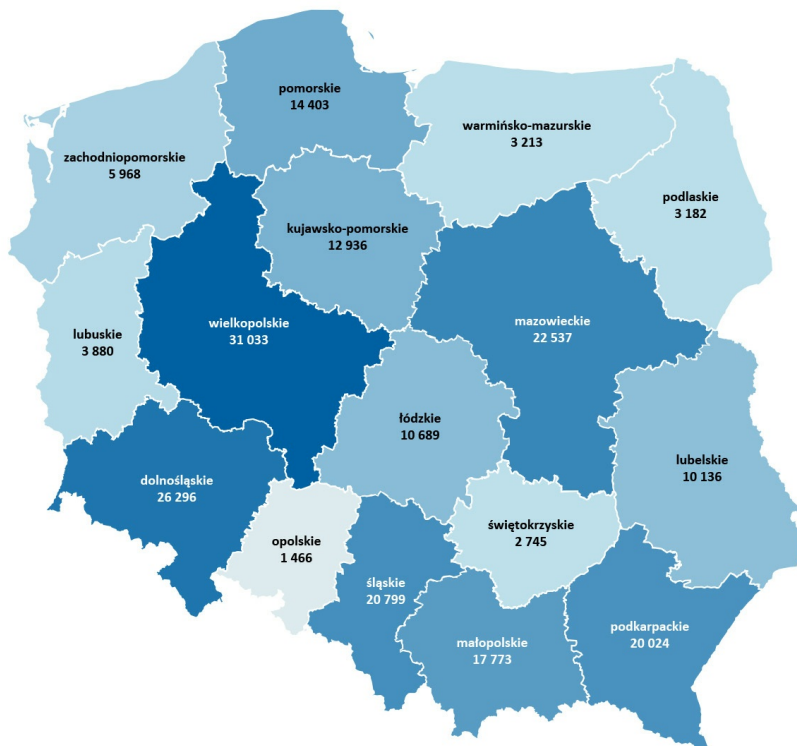 pomorskie
14 403
warmińsko-mazurskie
3 213
zachodniopomorskie
5 968
podlaskie
3 182
kujawsko-pomorskie
12 936
wielkopolskie
31 033
mazowieckie
22 537
lubuskie
3 880
łódzkie
10 689
lubelskie
10 136
dolnośląskie
26 296
świętokrzyskie
2 745
opolskie
1 466
śląskie
20 799
podkarpackie
20 024
małopolskie
17 773